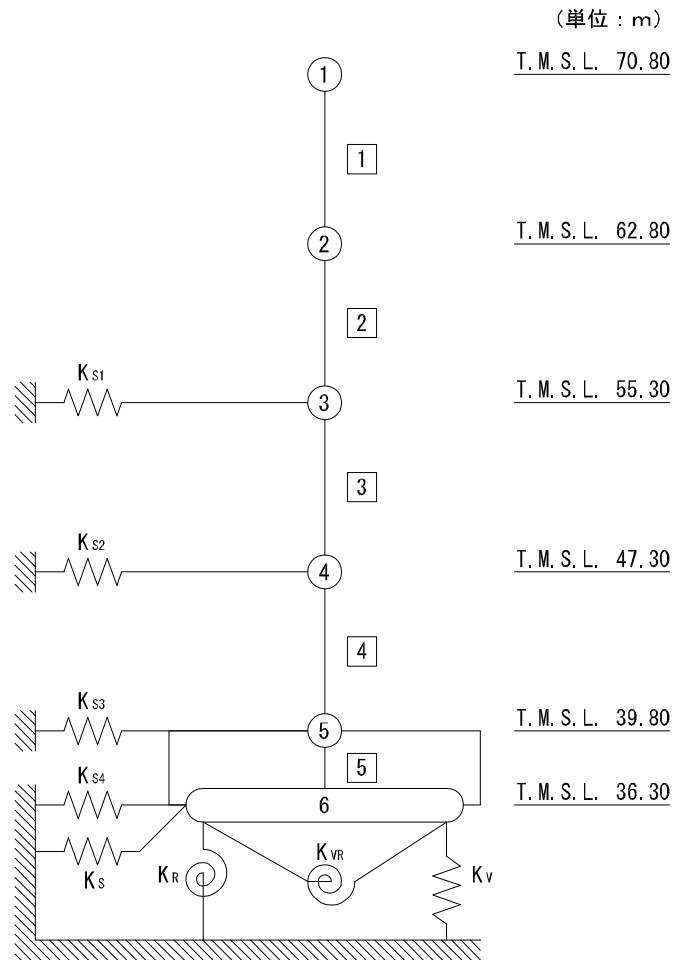 (単位：m)
① T.M.S.L. 70.80
1
② T.M.S.L. 62.80
2
KS1 ③ T.M.S.L. 55.30
3
KS2 ④ T.M.S.L. 47.30
4
KS3 ⑤ T.M.S.L. 39.80
5
KS4 6 T.M.S.L. 36.30
KS KR KVR KV